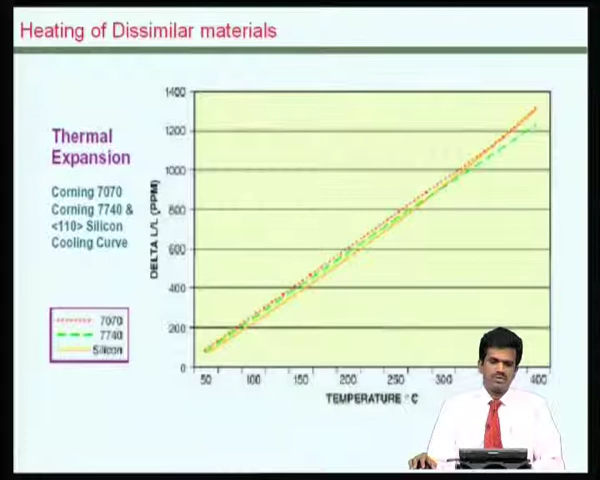 Heating of Dissimilar materials
Thermal
Expansion
Corning 7070
Corning 7740 &
<110> Silicon
Cooling Curve
7070
7740
Silicon
DELTA L/L (PPM)
1400
1200
1000
800
600
400
200
0
50 100 150 200 250 300 400
TEMPERATURE °C